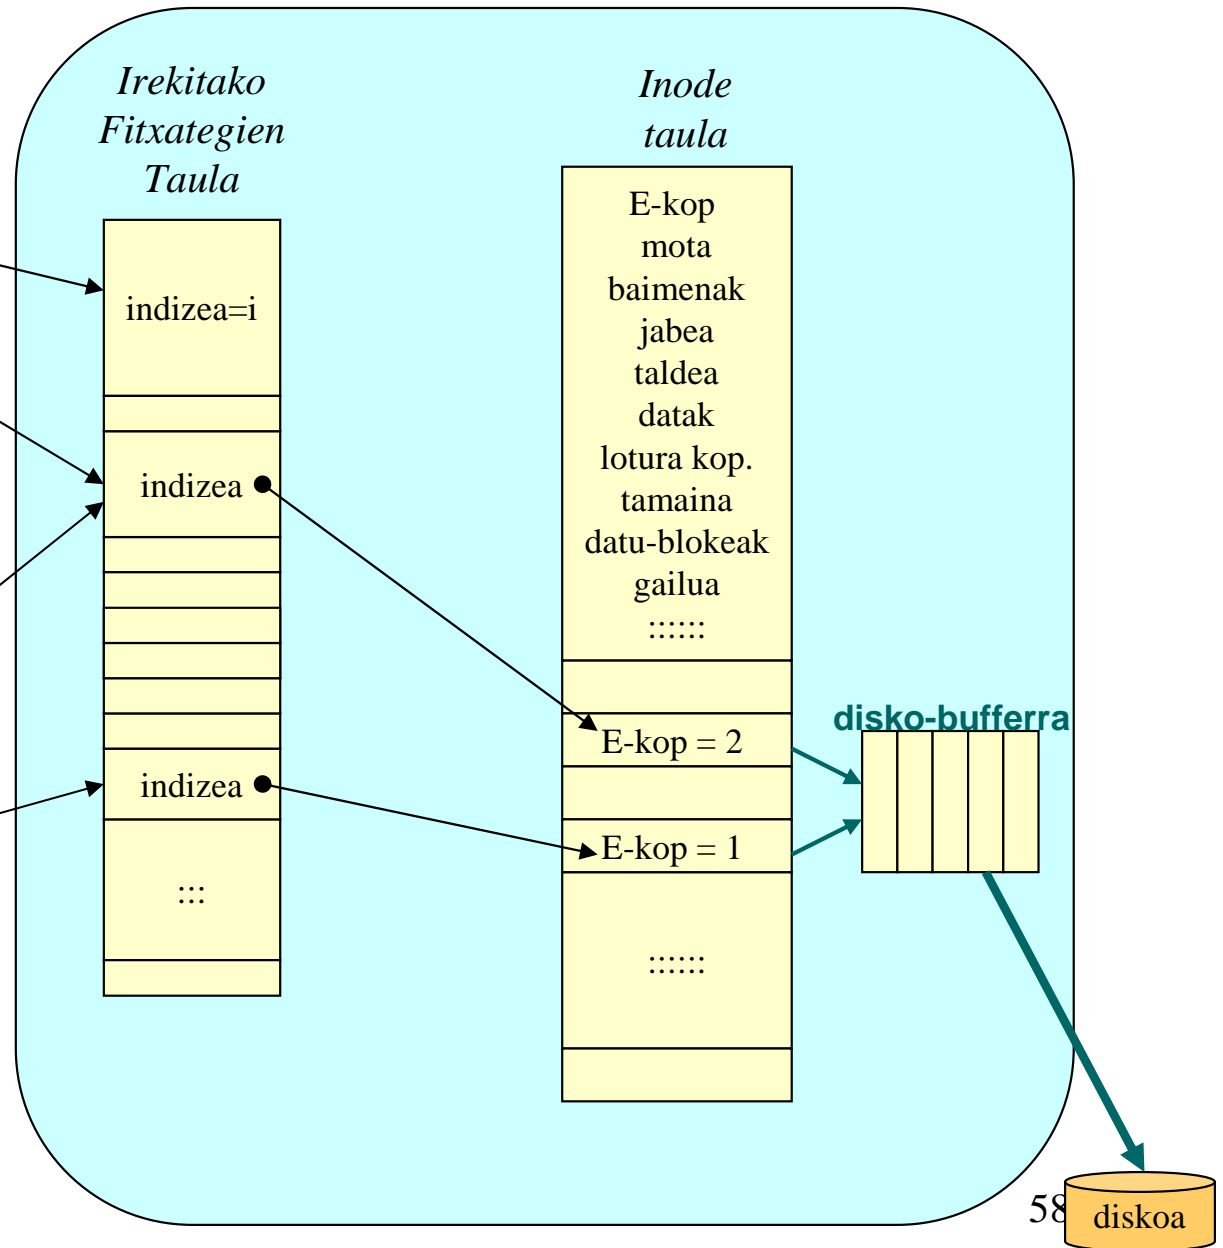 Irekitako
Fitxategien
Taula
indizea=i
indizea
indizea
:::
Inode
taula
E-kop
mota
baimenak
jabea
taldea
datak
lotura kop.
tamaina
datu-blokeak
gailua
::::::
E-kop = 2
E-kop = 1
::::::
disko-bufferra
58
diskoa